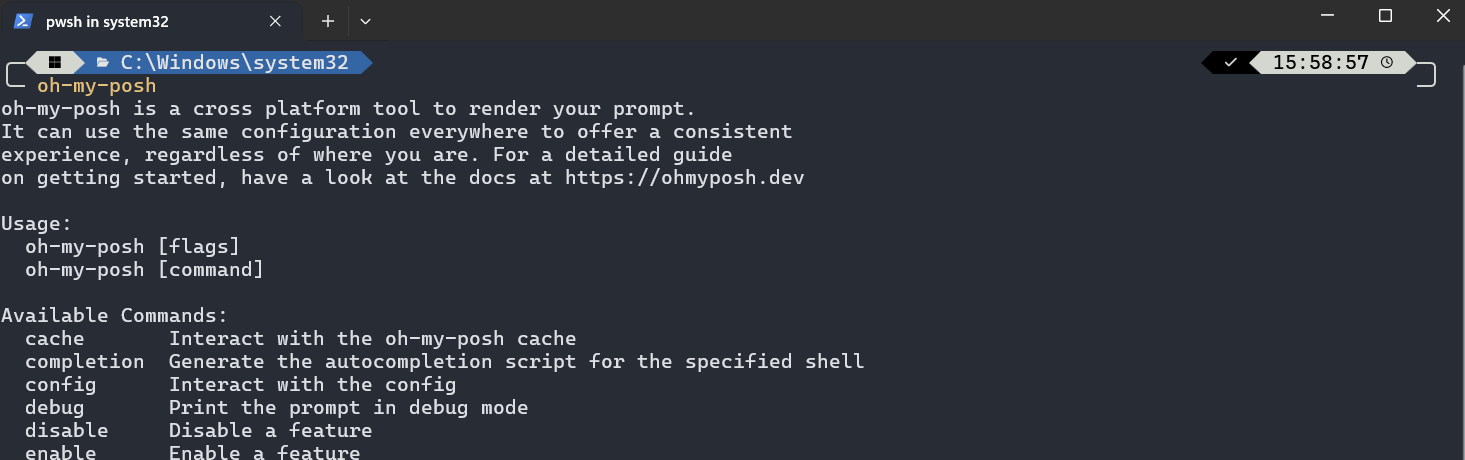 pwsh in system32
C:\Windows\system32 15:58:57
oh-my-posh
oh-my-posh is a cross platform tool to render your prompt.
It can use the same configuration everywhere to offer a consistent
experience, regardless of where you are. For a detailed guide
on getting started, have a look at the docs at https://ohmyposh.dev
Usage:
oh-my-posh [flags]
oh-my-posh [command]
Available Commands:
cache Interact with the oh-my-posh cache
completion Generate the autocompletion script for the specified shell
config Interact with the config
debug Print the prompt in debug mode
disable Disable a feature
enable Enable a feature